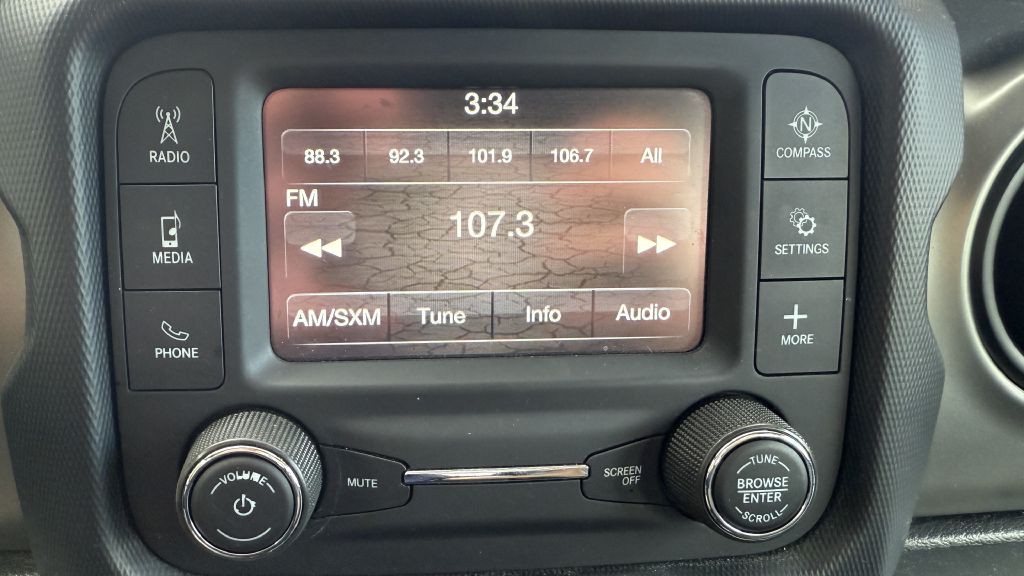 3:34
88.3 92.3 101.9 106.7 All
FM
107.3
AM/SXM Tune Info Audio
RADIO
MEDIA
PHONE
N
COMPASS
SETTINGS
MORE
VOLUME
MUTE
SCREEN
OFF
TUNE
BROWSE
ENTER
SCROLL